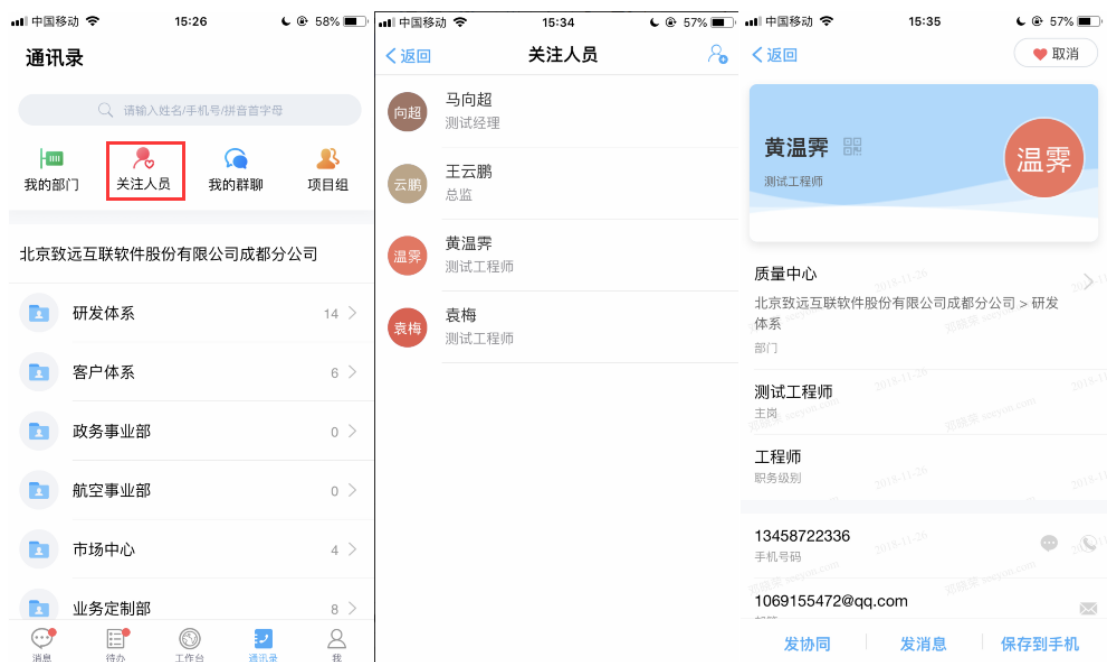 中国移动
15:26
58%
通讯录
请输入姓名/手机号/拼音首字母
我的部门
关注人员
我的群聊
项目组
北京致远互联软件股份有限公司成都分公司
研发体系
14
客户体系
6
政务事业部
0
航空事业部
0
市场中心
4
业务定制部
8
消息
待办
工作台
通讯录
我
中国移动
15:34
57%
返回
关注人员
向超
马向超
测试经理
云鹏
王云鹏
总监
温霁
黄温霁
测试工程师
袁梅
袁梅
测试工程师
中国移动
15:35
57%
返回
取消
黄温霁
测试工程师
温霁
质量中心
北京致远互联软件股份有限公司成都分公司 > 研发
体系
部门
测试工程师
主岗
工程师
职务级别
13458722336
手机号码
1069155472@qq.com
发协同
发消息
保存到手机
2018-11-26
2018-11-26
2018-11-26
2018-11-26